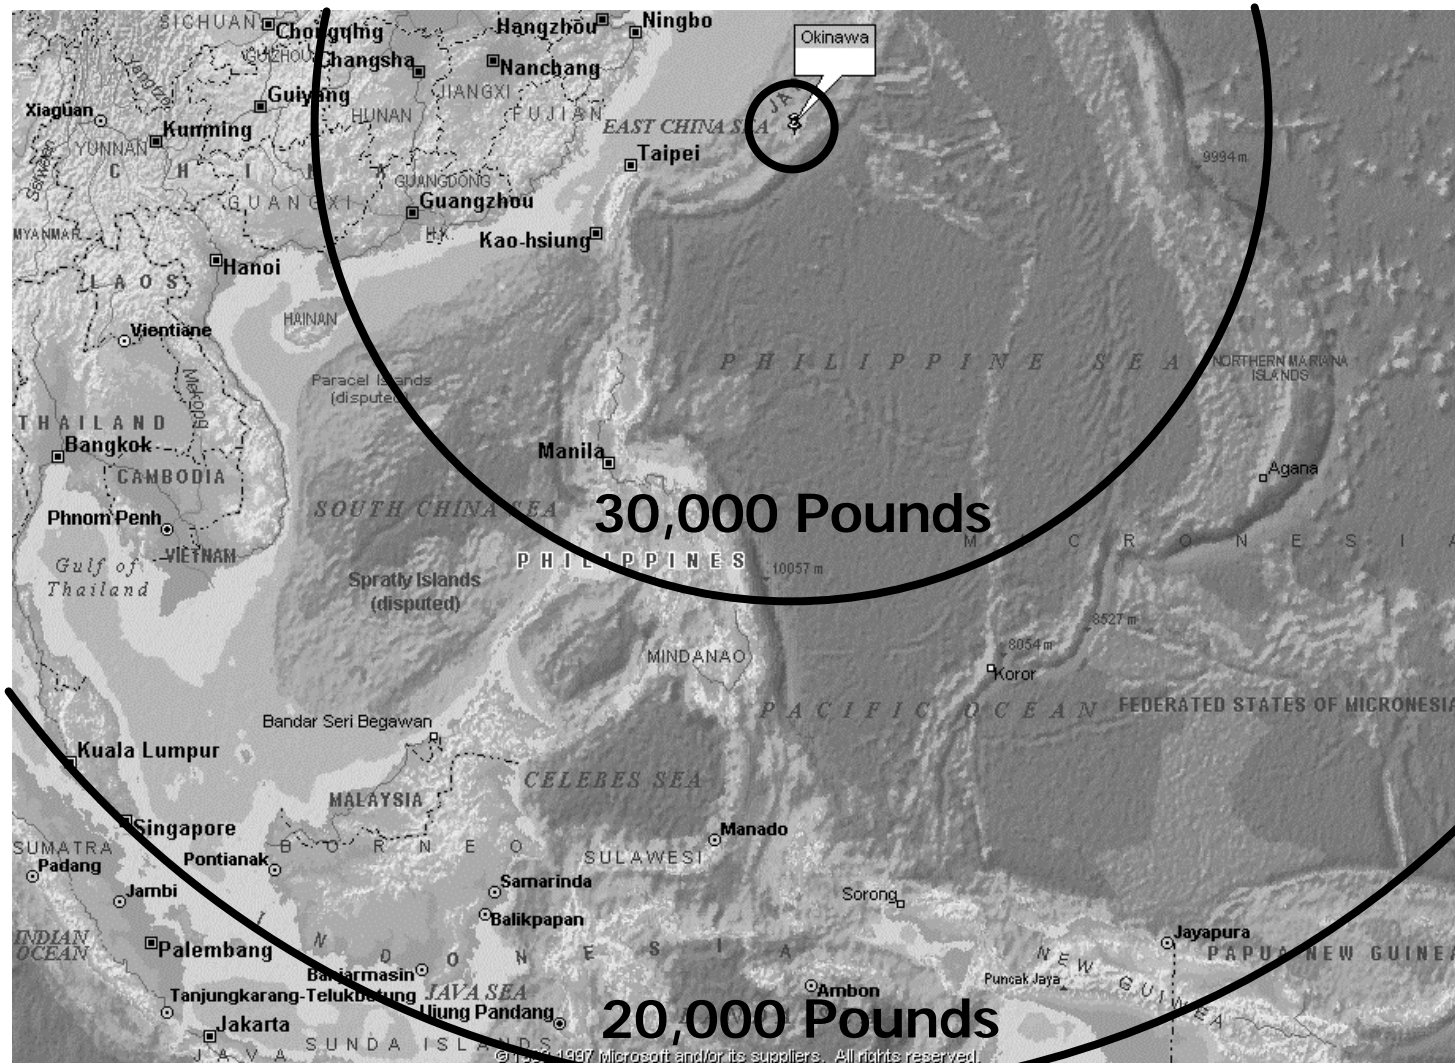 SICHUAN
Chongqing
Hangzhou
Ningbo
Okinawa
GUIZHOU
Changsha
Nanchang
Yangtze
JIANGXI
Guiyang
Xiaguan
HUNAN
FUJIAN
JA
EAST CHINA SEA
Kunming
YUNNAN
Taipei
9994 m
Salween
C H I N A
GUANGDONG
GUANGXI
Guangzhou
MYANMAR
H.K.
Kao-hsiung
Hanoi
LAOS
HAINAN
Vientiane
PHILIPPINE SEA
NORTHERN MARIANA
ISLANDS
Paracel Islands
(disputed)
Mekong
THAILAND
Bangkok
Manila
Agana
CAMBODIA
SOUTH CHINA SEA
30,000 Pounds
Phnom Penh
VIETNAM
MICRONESIA
PHILIPPINES
Gulf of
Thailand
10057 m
Spratly Islands
(disputed)
8527 m
8054 m
MINDANAO
Koror
PACIFIC OCEAN
FEDERATED STATES OF MICRONESIA
Bandar Seri Begawan
Kuala Lumpur
CELEBES SEA
MALAYSIA
Singapore
Manado
SUMATRA
BORNEO
Pontianak
SULAWESI
Padang
Samarinda
Jambi
Sorong
Balikpapan
INDIAN
OCEAN
Palembang
INDONESIA
Jayapura
PAPUA NEW GUINEA
Banjarmasin
NEW GUINEA
Puncak Jaya
Tanjungkarang-Telukbetung
JAVA SEA
Ambon
Ujung Pandang
20,000 Pounds
Jakarta
SUNDA ISLANDS
JAVA
1997 Microsoft and/or its suppliers. All rights reserved.